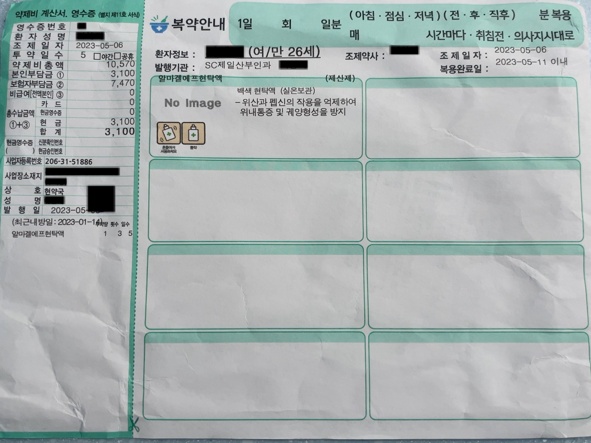 약제비 계산서, 영수증 (별지 제11호 서식)
영수증번호
환자성명
조제일자 2023-05-06
투약일수 5 □야간□공휴
약제비총액 10,570
본인부담금 ① 3,100
보험자부담금 ② 7,470
비급여(전액본인) ③ 0
총수납금액 ①+③
카드 0
현금영수증 0
현금 3,100
합계 3,100
현금영수증 ( )
신분확인번호
현금승인번호
사업자등록번호 206-31-51886
사업장소재지
상호 현약국
성명
발행일 2023-05-
(최근내방일: 2023-01-14)
투약량 횟수 일수
알마겔에프현탁액 1 3 5
복약안내 1일 회 일분 (아침·점심·저녁)(전·후·직후) 분 복용
매 시간마다·취침전·의사지시대로
환자정보 : (여/만 26세) 조제약사 : 조제일자 : 2023-05-06
발행기관 : SC제일산부인과 복용완료일 : 2023-05-11 이내
알마겔에프현탁액 (제산제)
No Image
백색 현탁액 (실온보관)
- 위산과 펩신의 작용을 억제하여
위내통증 및 궤양형성을 방지